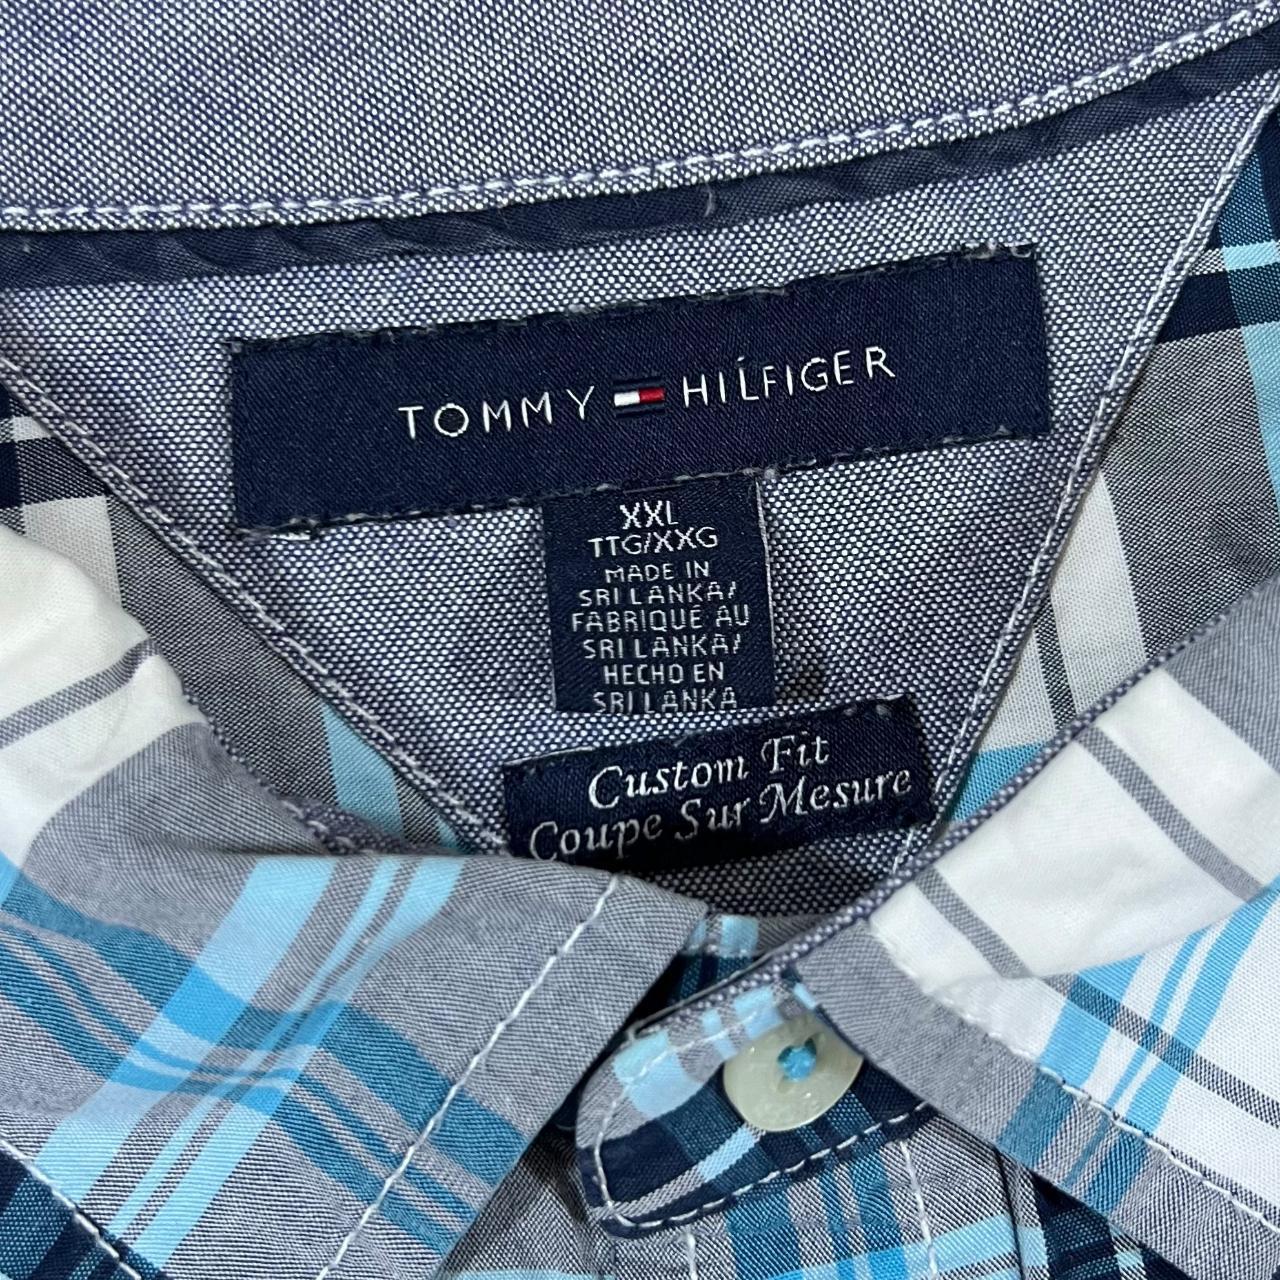 TOMMY HILFIGER
XXL
TTG/XXG
MADE IN
SRI LANKA/
FABRIQUÉ AU
SRI LANKA/
HECHO EN
SRI LANKA
Custom Fit
Coupe Sur Mesure